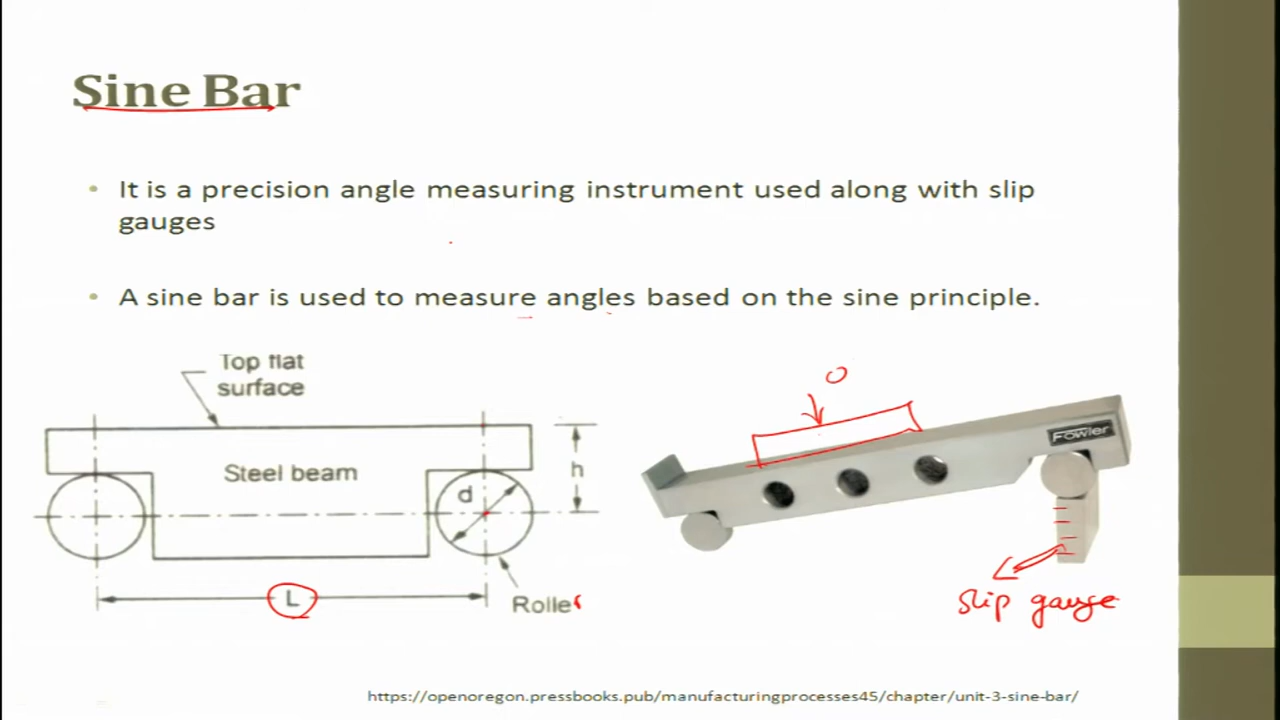 Sine Bar
• It is a precision angle measuring instrument used along with slip
gauges
• A sine bar is used to measure angles based on the sine principle.
Top flat
surface
Steel beam
d
h
L
Roller
O
Fowler
slip gauge
https://openoregon.pressbooks.pub/manufacturingprocesses45/chapter/unit-3-sine-bar/